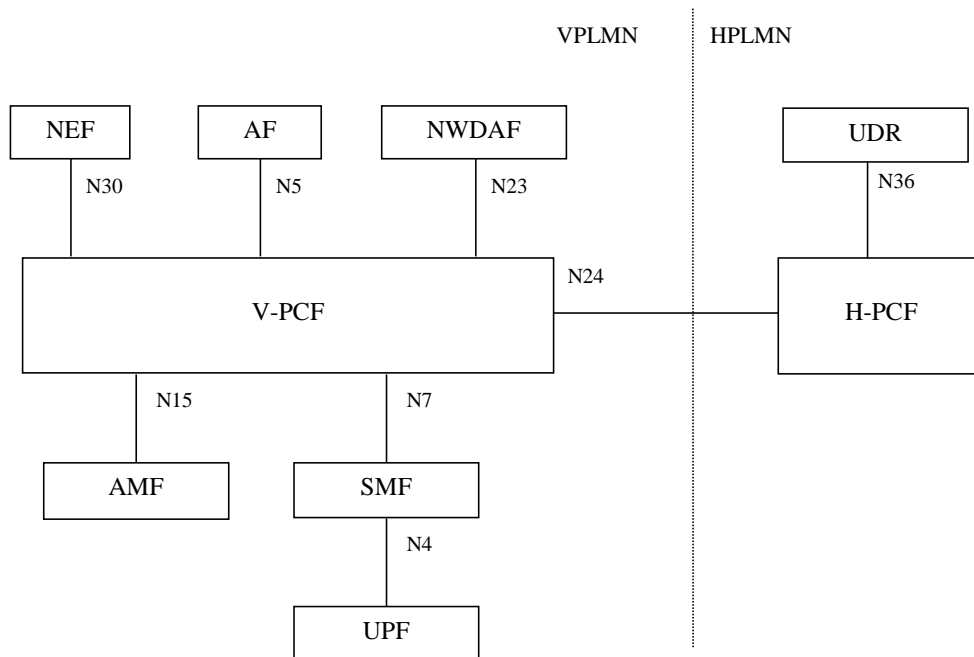 VPLMN HPLMN
NEF AF NWDAF UDR
N30 N5 N23 N36
N24
V-PCF H-PCF
N15 N7
AMF SMF
N4
UPF